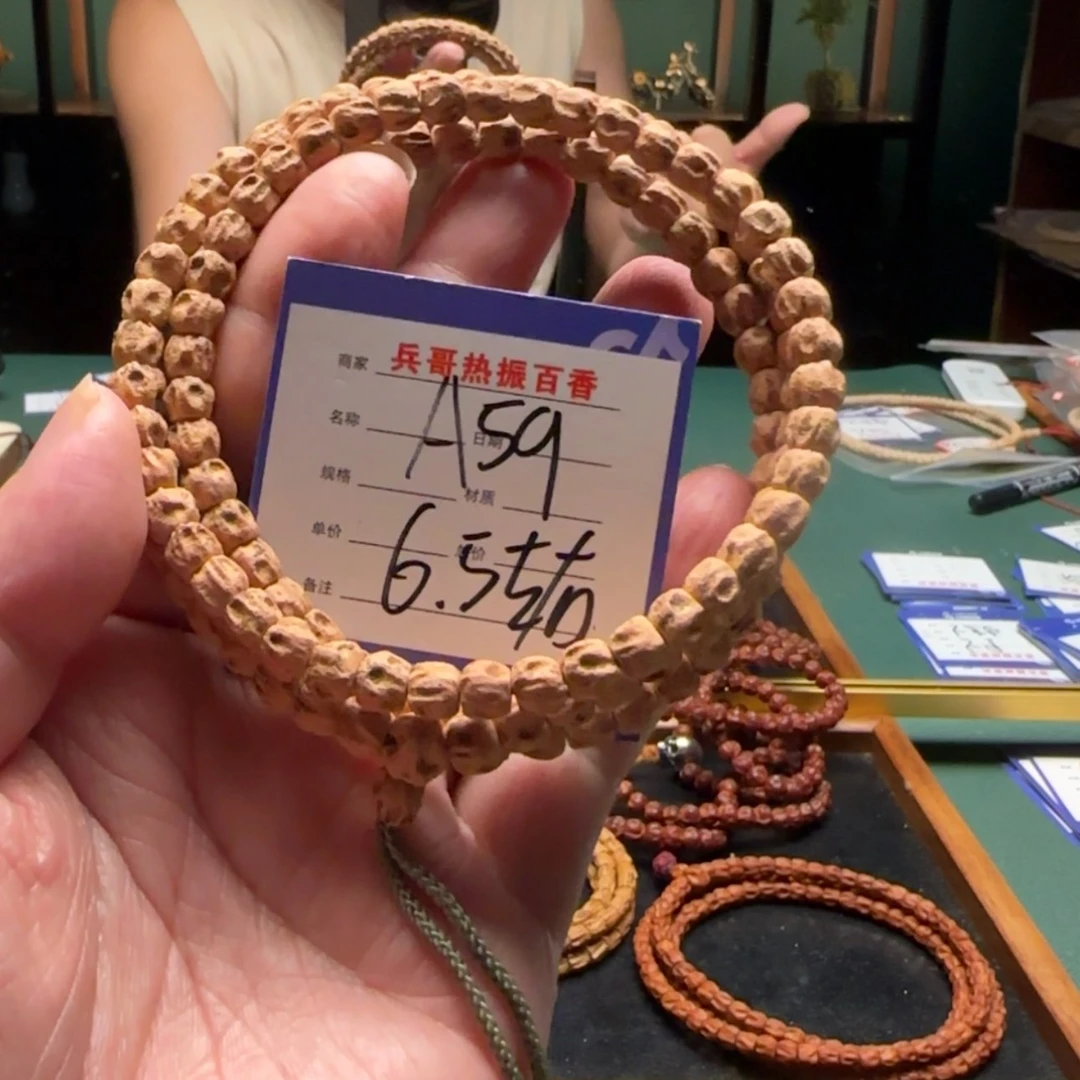 商家 兵哥热振百香
名称 A59 日期
规格 材质
单价 6.5
备注